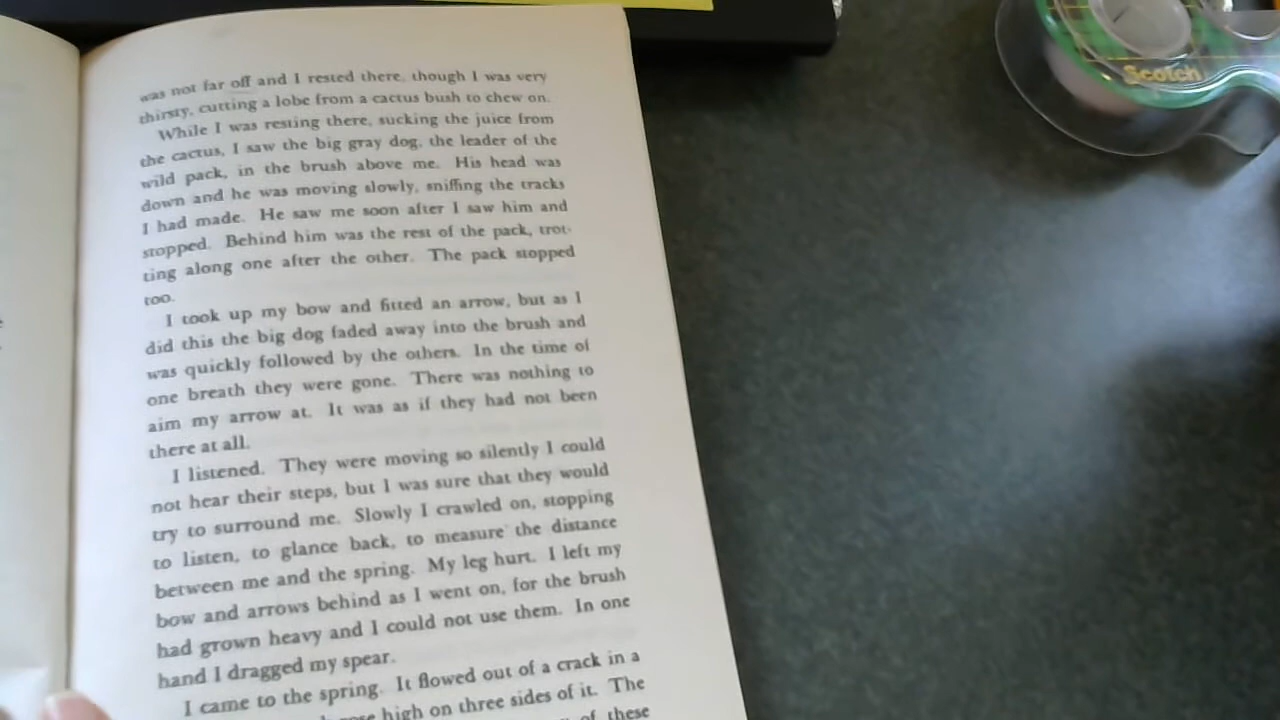 was not far off and I rested there, though I was very
thirsty, cutting a lobe from a cactus bush to chew on.
While I was resting there, sucking the juice from
the cactus, I saw the big gray dog, the leader of the
wild pack, in the brush above me. His head was
down and he was moving slowly, sniffing the tracks
I had made. He saw me soon after I saw him and
stopped. Behind him was the rest of the pack, trot-
ting along one after the other. The pack stopped
too.
I took up my bow and fitted an arrow, but as I
did this the big dog faded away into the brush and
was quickly followed by the others. In the time of
one breath they were gone. There was nothing to
aim my arrow at. It was as if they had not been
there at all.
I listened. They were moving so silently I could
not hear their steps, but I was sure that they would
try to surround me. Slowly I crawled on, stopping
to listen, to glance back, to measure the distance
between me and the spring. My leg hurt. I left my
bow and arrows behind as I went on, for the brush
had grown heavy and I could not use them. In one
hand I dragged my spear.
I came to the spring. It flowed out of a crack in a
high on three sides of it. The
of these
Scotch